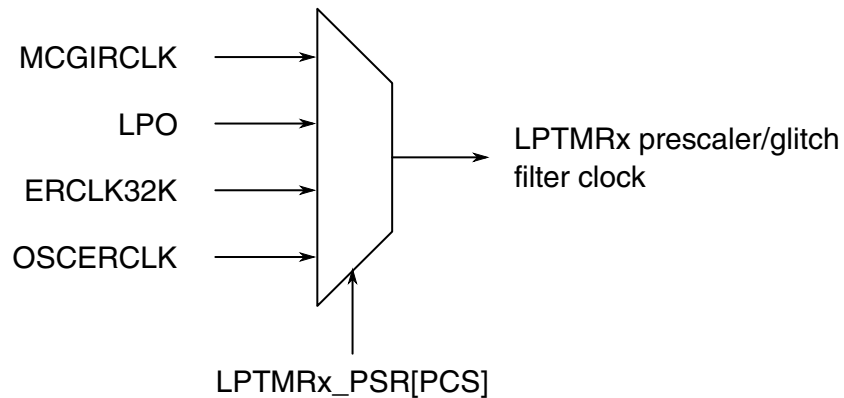 MCGIRCLK
LPO
ERCLK32K
OSCERCLK
LPTMRx prescaler/glitch
filter clock
LPTMRx_PSR[PCS]